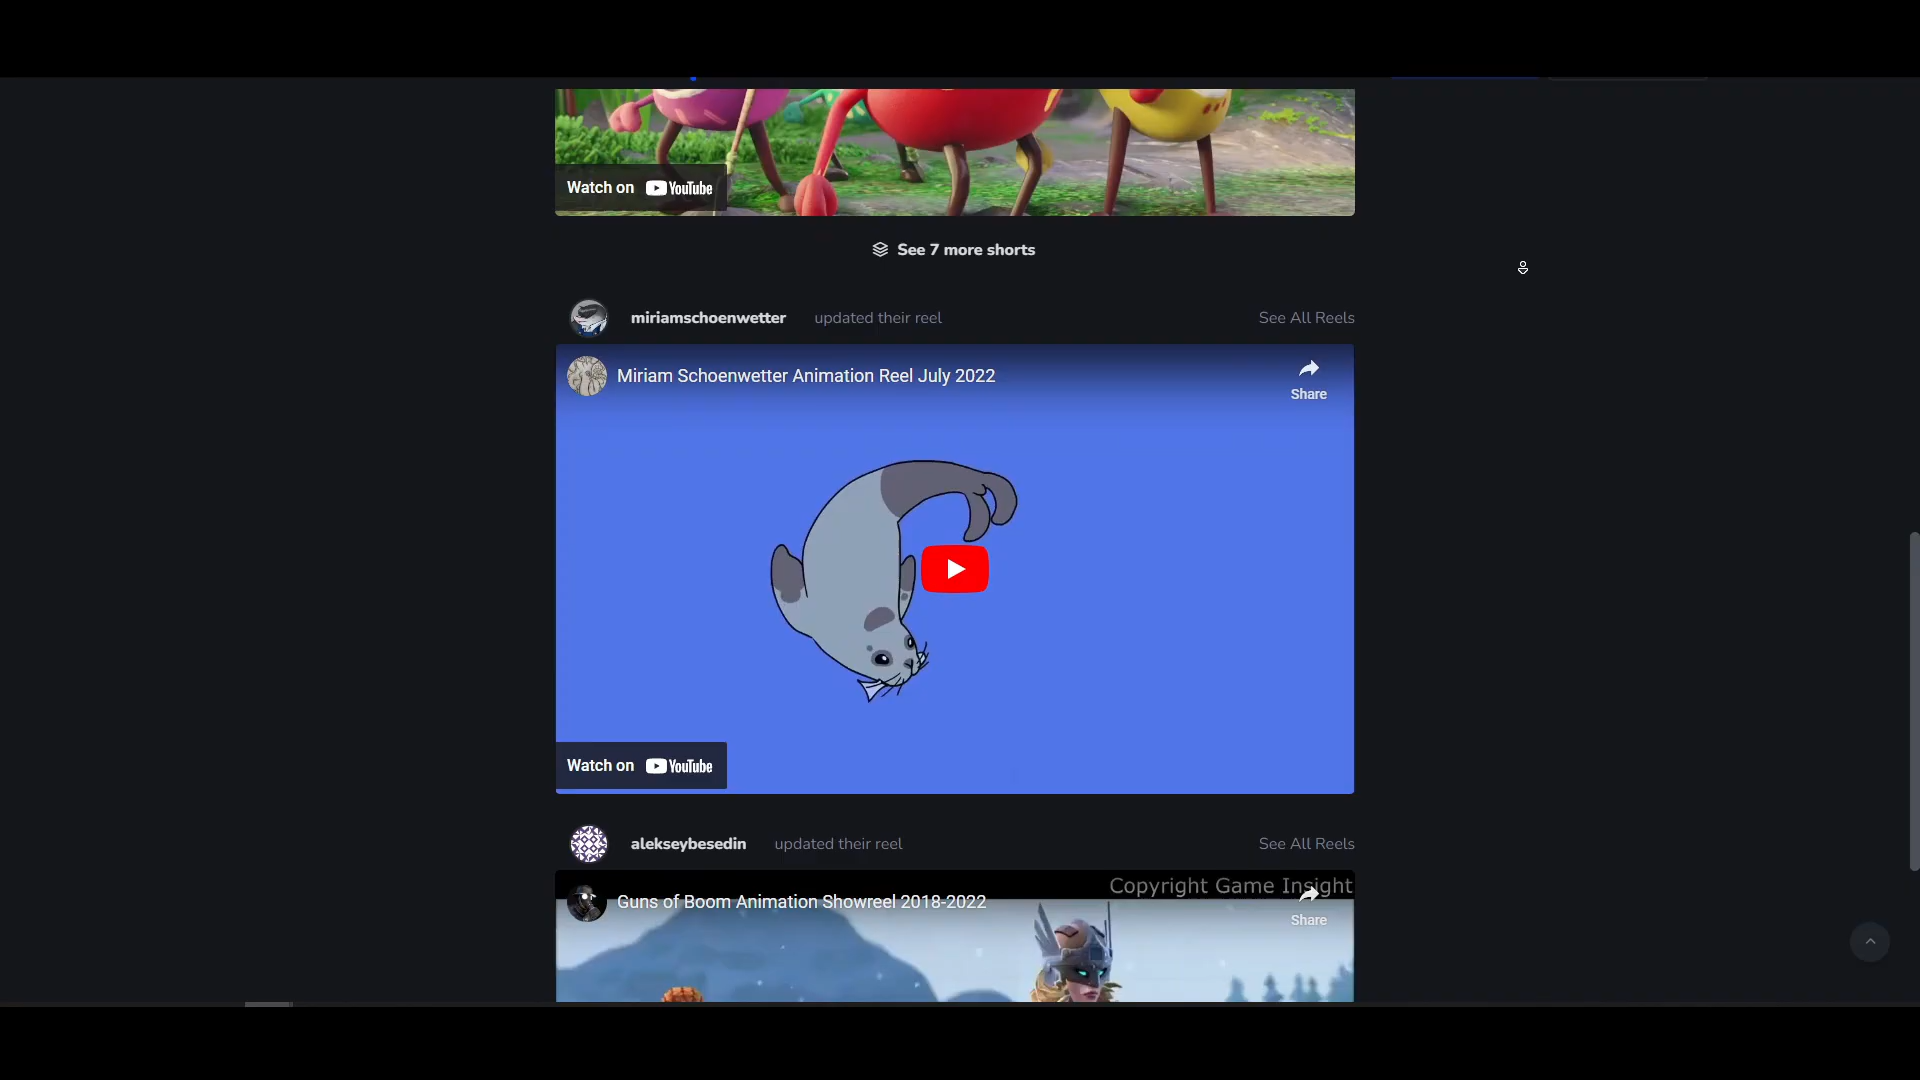 Watch on YouTube
See 7 more shorts
miriamschoenwetter updated their reel See All Reels
Miriam Schoenwetter Animation Reel July 2022
Share
Watch on YouTube
alekseybesedin updated their reel See All Reels
Copyright Game Insight
Guns of Boom Animation Showreel 2018-2022
Share